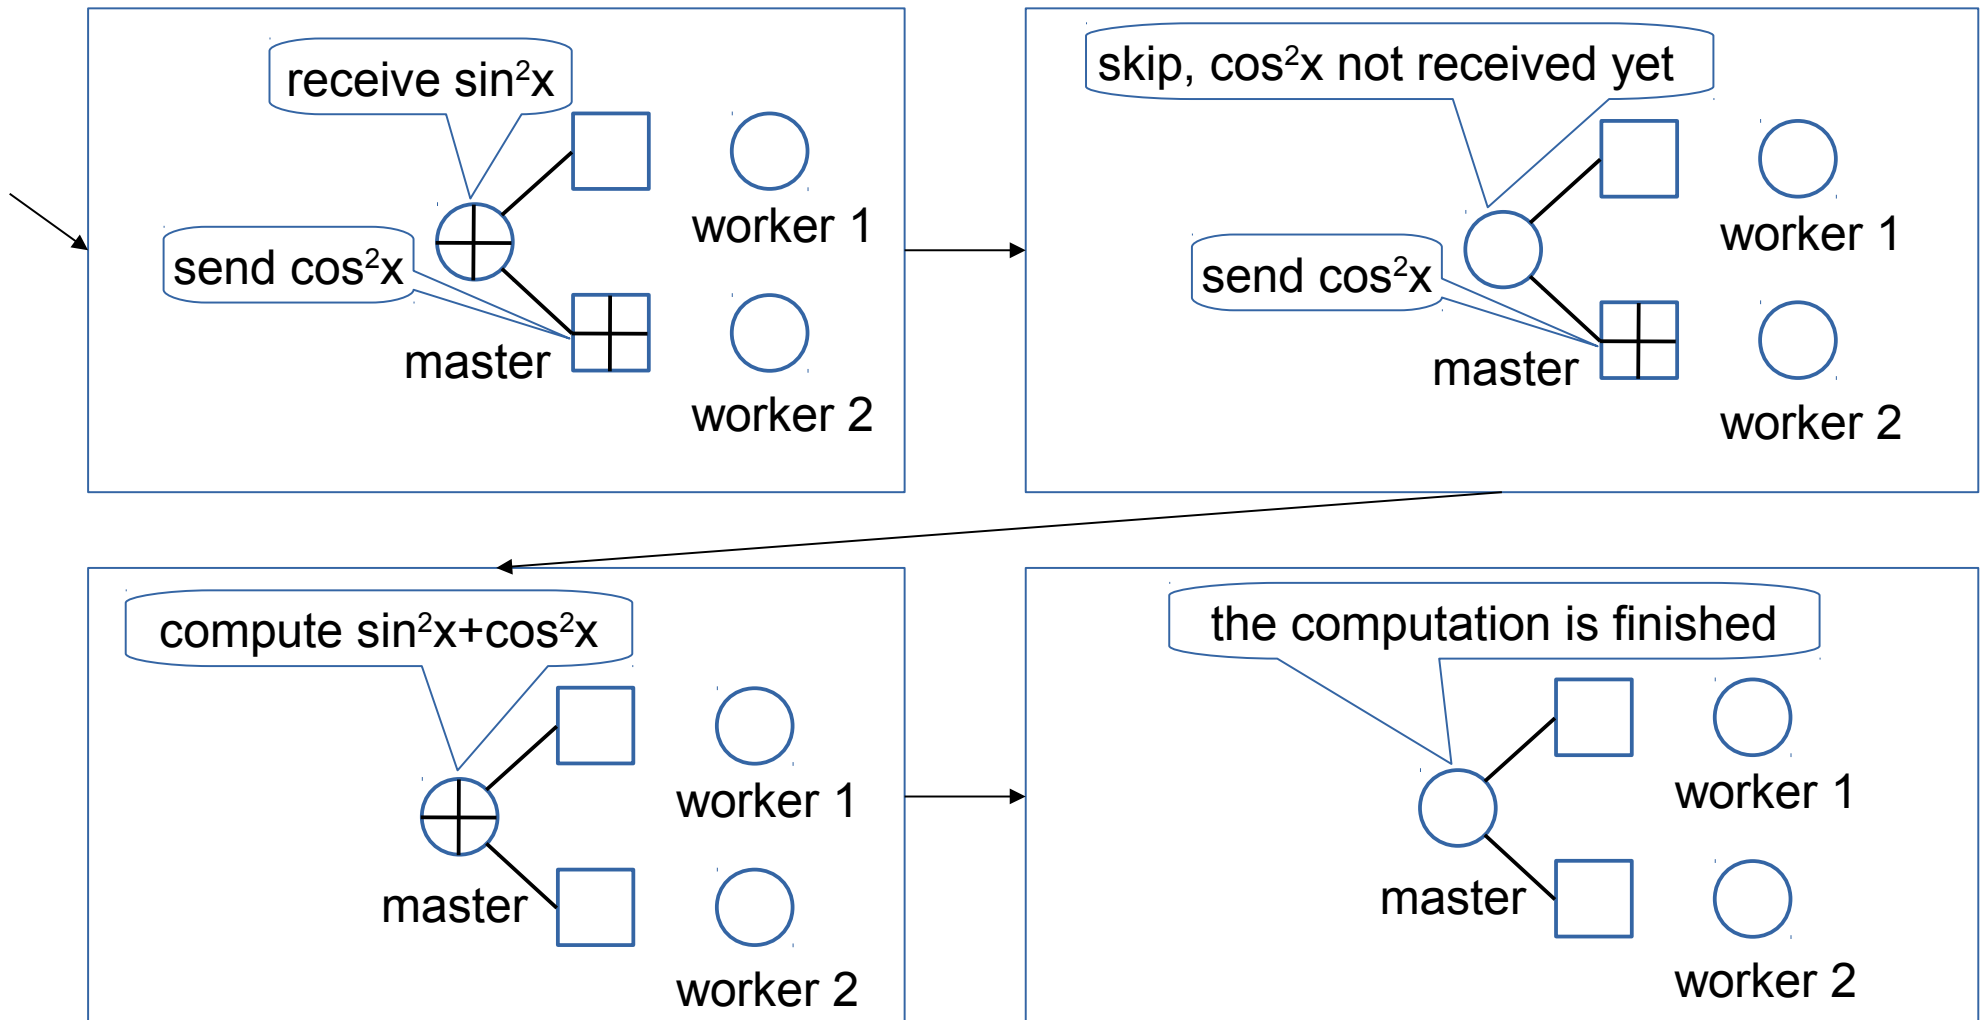 receive sin²x
worker 1
send cos²x
master
worker 2
skip, cos²x not received yet
worker 1
send cos²x
master
worker 2
compute sin²x+cos²x
worker 1
master
worker 2
the computation is finished
worker 1
master
worker 2